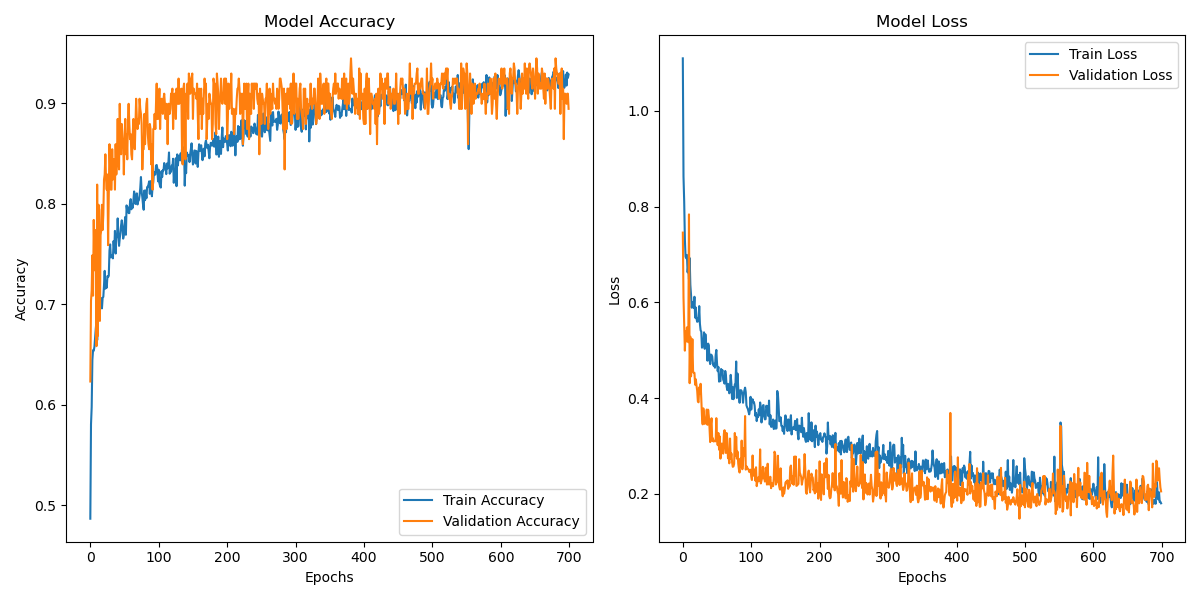 Model Accuracy
Accuracy
0.9
0.8
0.7
0.6
0.5
Train Accuracy
Validation Accuracy
0 100 200 300 400 500 600 700
Epochs
Model Loss
Loss
1.0
0.8
0.6
0.4
0.2
Train Loss
Validation Loss
0 100 200 300 400 500 600 700
Epochs